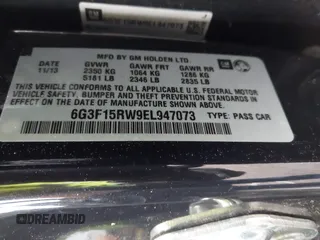 MFD BY GM HOLDEN LTD
DATE GVWR GAWR FRT GAWR RR
11/13 2350 KG 1064 KG 1286 KG
5181 LB 2346 LB 2835 LB
THIS VEHICLE CONFORMS TO ALL APPLICABLE U.S. FEDERAL MOTOR
VEHICLE SAFETY, BUMPER, AND THEFT PREVENTION STANDARDS
IN EFFECT ON THE DATE OF MANUFACTURE SHOWN ABOVE.
6G3F15RW9EL947073 TYPE: PASS CAR
DREAMBID